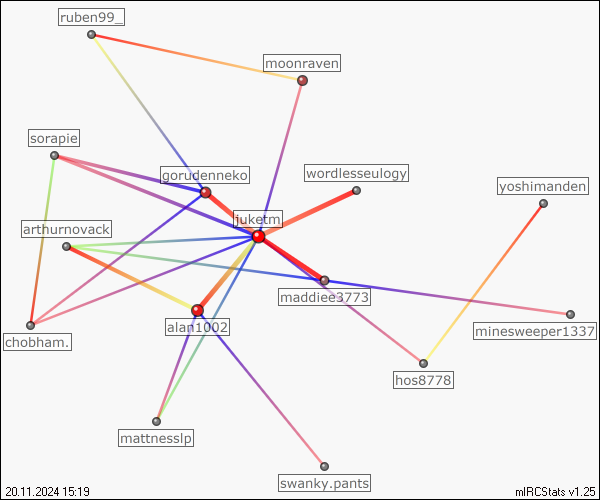 ruben99_
moonraven
sorapie
gorudenneko
wordlesseulogy
yoshimanden
juketm
arthurnovack
maddiee3773
alan1002
minesweeper1337
chobham.
hos8778
mattnesslp
swanky.pants
20.11.2024 15:19
mIRCStats v1.25